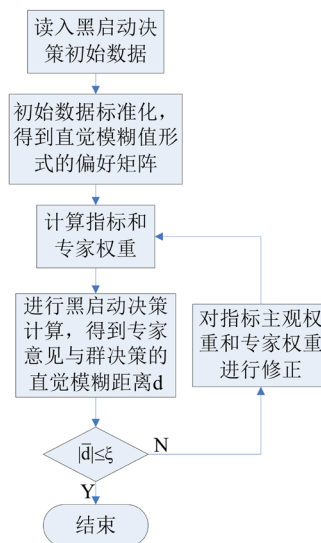 读入黑启动决
策初始数据
初始数据标准化，
得到直觉模糊值形
式的偏好矩阵
计算指标和
专家权重
进行黑启动决策
计算，得到专家
意见与群决策的
直觉模糊距离d
对指标主观权
重和专家权重
进行修正
|d̅|≤ξ
N
Y
结束